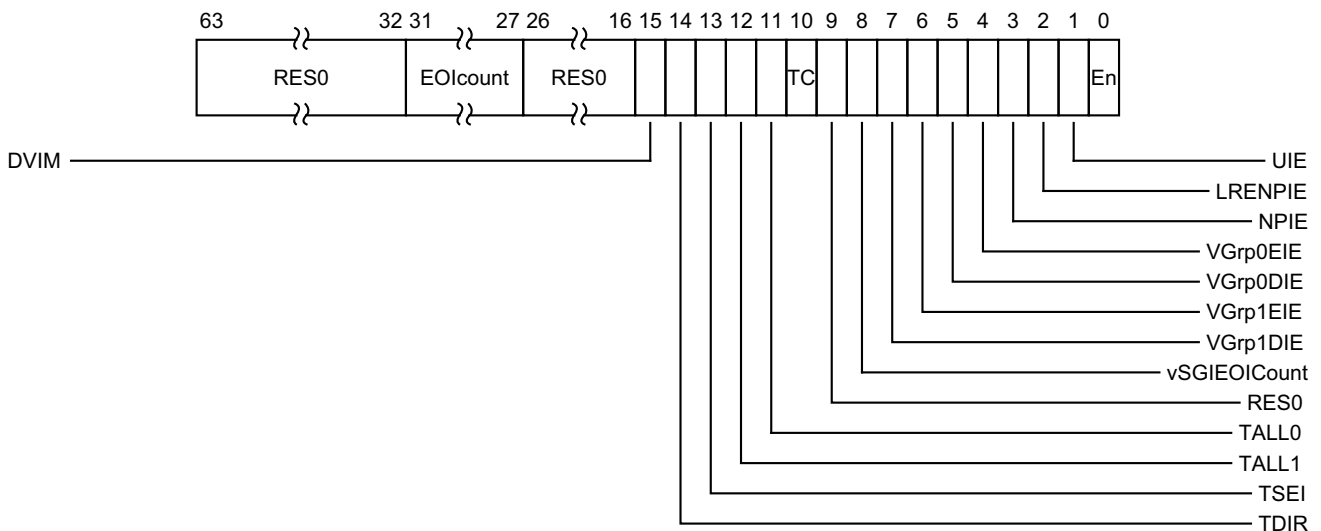 63 32 31 27 26 16 15 14 13 12 11 10 9 8 7 6 5 4 3 2 1 0
RES0 EOIcount RES0 TC En
DVIM UIE
LRENPIE
NPIE
VGrp0EIE
VGrp0DIE
VGrp1EIE
VGrp1DIE
vSGIEOICount
RES0
TALL0
TALL1
TSEI
TDIR